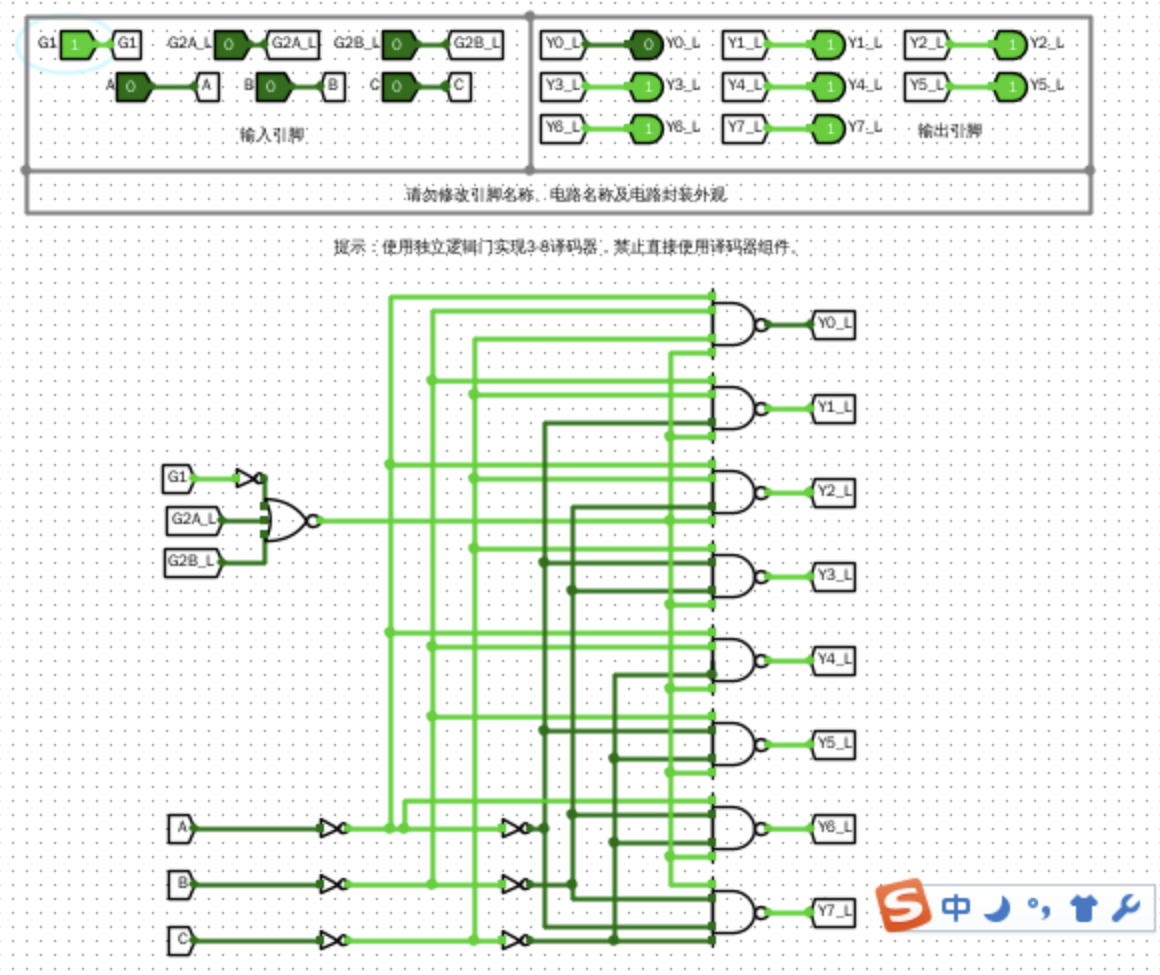 G1 1 G1 G2A_L 0 G2A_L G2B_L 0 G2B_L Y0_L 0 Y0_L Y1_L 1 Y1_L Y2_L 1 Y2_L
A 0 A B 0 B C 0 C Y3_L 1 Y3_L Y4_L 1 Y4_L Y5_L 1 Y5_L
输入引脚 Y6_L 1 Y6_L Y7_L 1 Y7_L 输出引脚
请勿修改引脚名称、电路名称及电路封装外观
提示：使用独立逻辑门实现3-8译码器，禁止直接使用译码器组件。
Y0_L
Y1_L
G1
Y2_L
G2A_L
G2B_L
Y3_L
Y4_L
Y5_L
A
Y6_L
B
Y7_L
S中
C